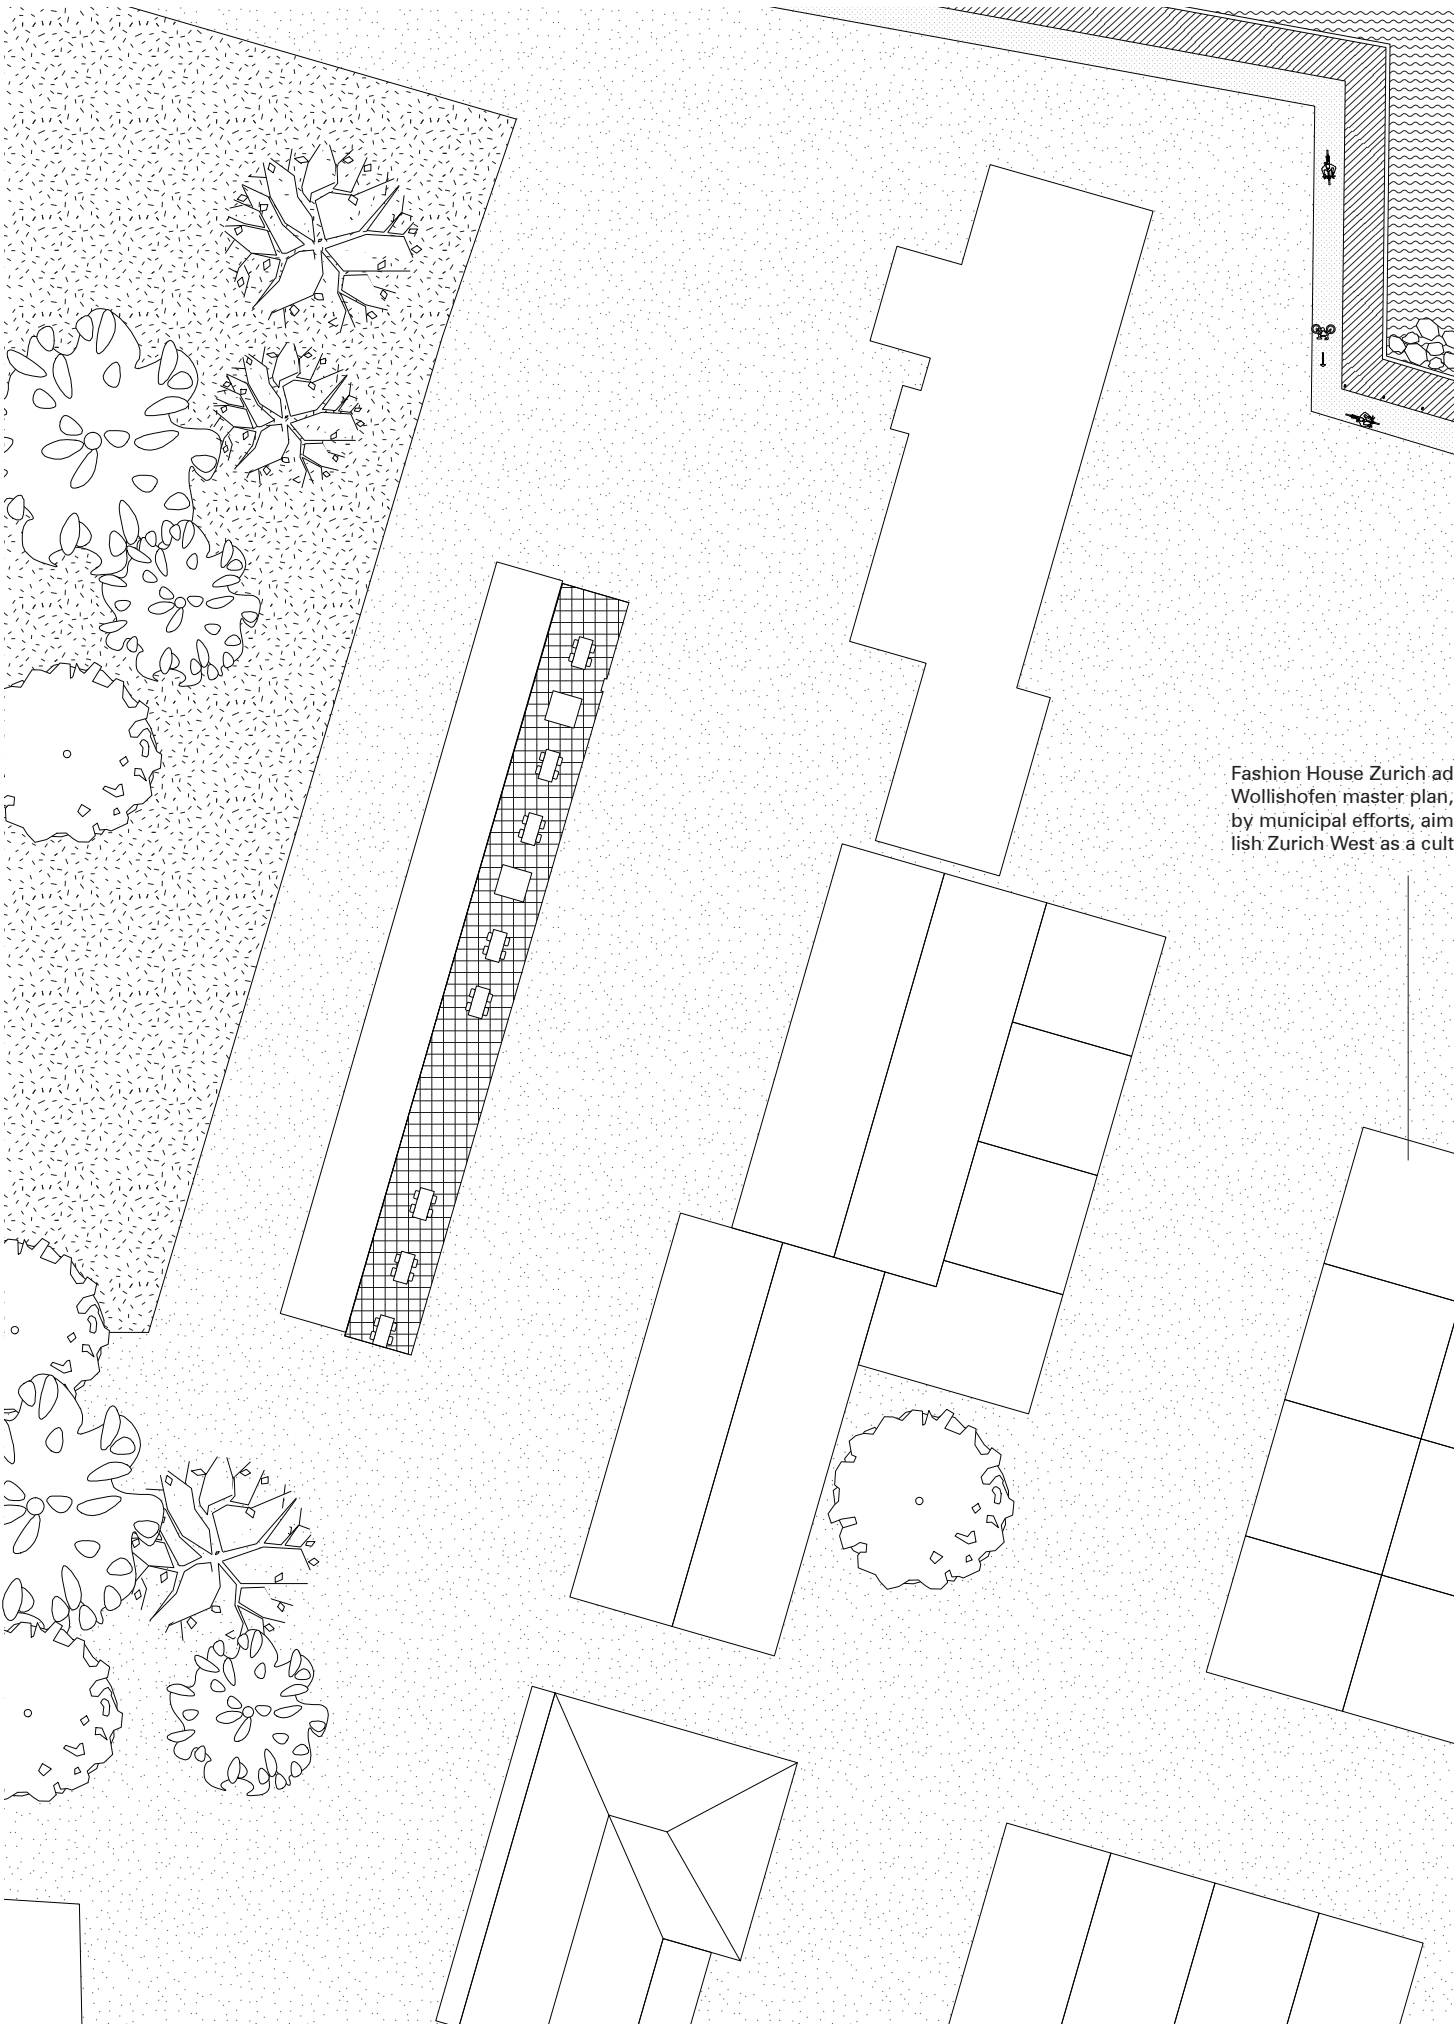 Fashion House Zurich ad
Wollishofen master plan,
by municipal efforts, aim
lish Zurich West as a cult